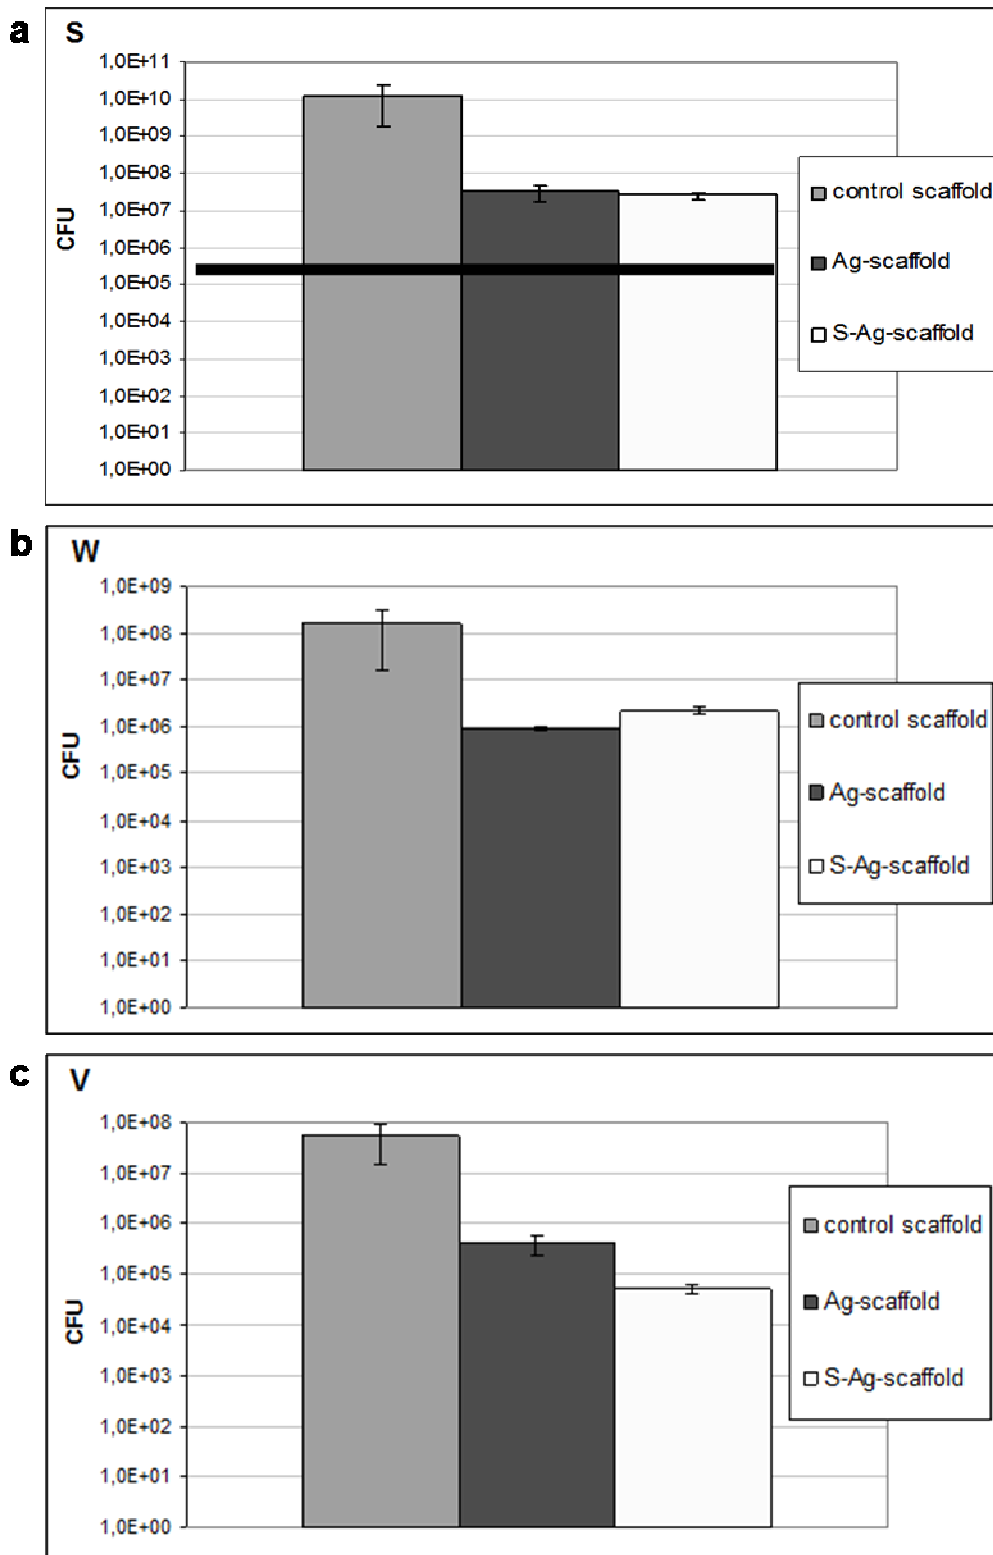 a
S
1,0E+11
1,0E+10
1,0E+09
1,0E+08
1,0E+07
1,0E+06
1,0E+05
1,0E+04
1,0E+03
1,0E+02
1,0E+01
1,0E+00
CFU
control scaffold
Ag-scaffold
S-Ag-scaffold
b
W
1,0E+09
1,0E+08
1,0E+07
1,0E+06
1,0E+05
1,0E+04
1,0E+03
1,0E+02
1,0E+01
1,0E+00
CFU
control scaffold
Ag-scaffold
S-Ag-scaffold
c
V
1,0E+08
1,0E+07
1,0E+06
1,0E+05
1,0E+04
1,0E+03
1,0E+02
1,0E+01
1,0E+00
CFU
control scaffold
Ag-scaffold
S-Ag-scaffold